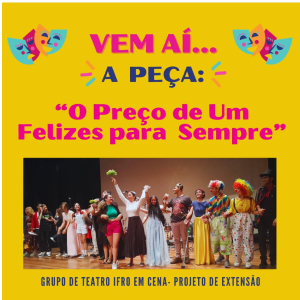 VEM AÍ...
A PEÇA:
“O Preço de Um
Felizes para Sempre”
GRUPO DE TEATRO IFRO EM CENA- PROJETO DE EXTENSÃO